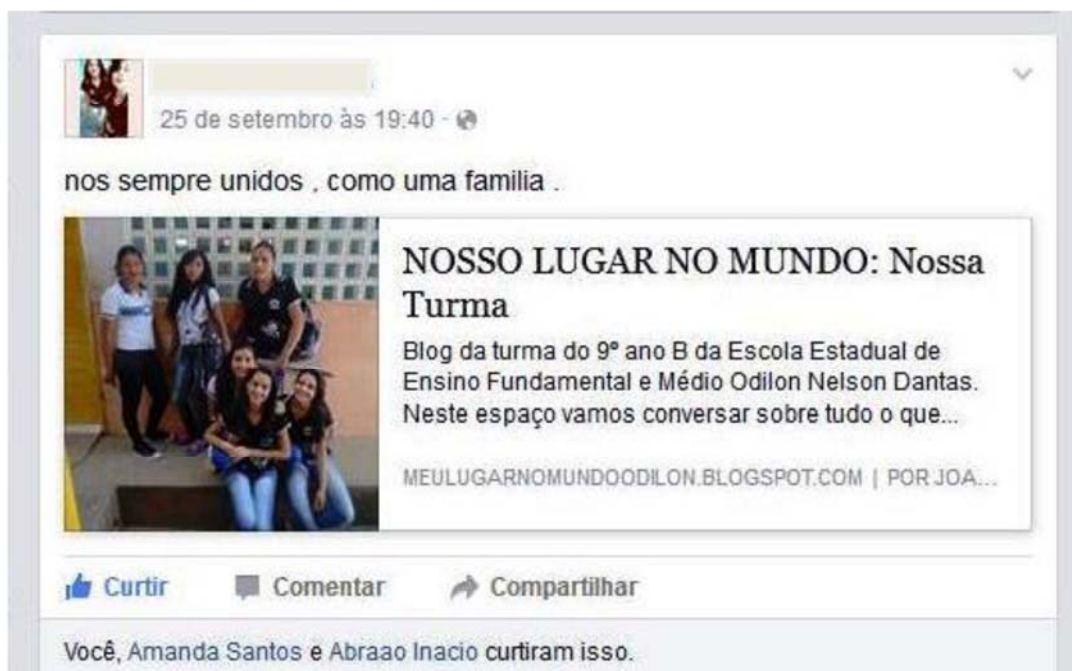 25 de setembro às 19:40 -
nos sempre unidos , como uma familia .
NOSSO LUGAR NO MUNDO: Nossa
Turma
Blog da turma do 9º ano B da Escola Estadual de
Ensino Fundamental e Médio Odilon Nelson Dantas.
Neste espaço vamos conversar sobre tudo o que...
MEULUGARNOMUNDOODILON.BLOGSPOT.COM | POR JOA...
Curtir Comentar Compartilhar
Você, Amanda Santos e Abraao Inacio curtiram isso.